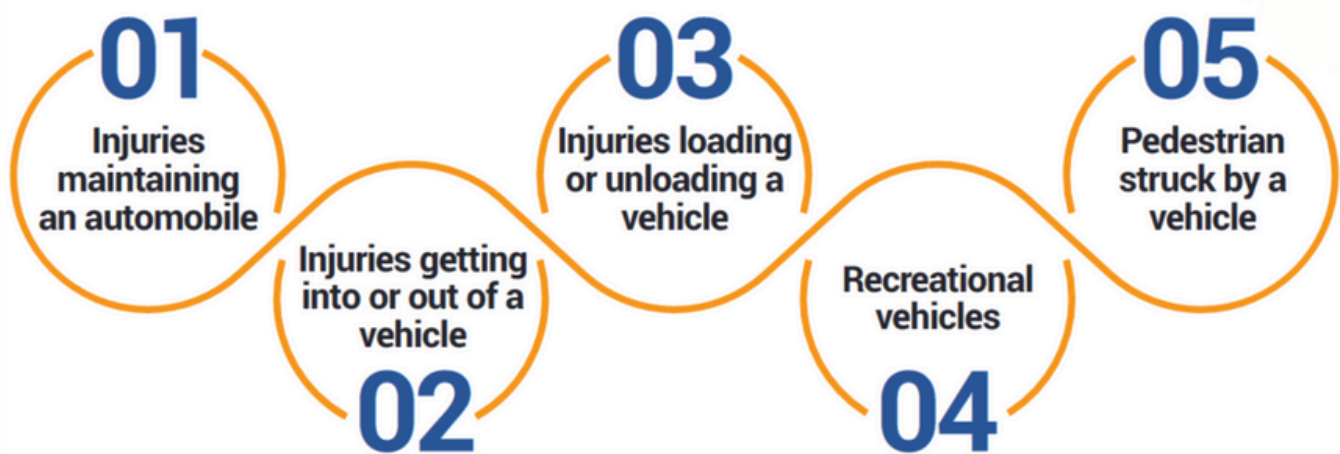 01
Injuries
maintaining
an automobile
Injuries getting
into or out of a
vehicle
02
03
Injuries loading
or unloading a
vehicle
Recreational
vehicles
04
05
Pedestrian
struck by a
vehicle